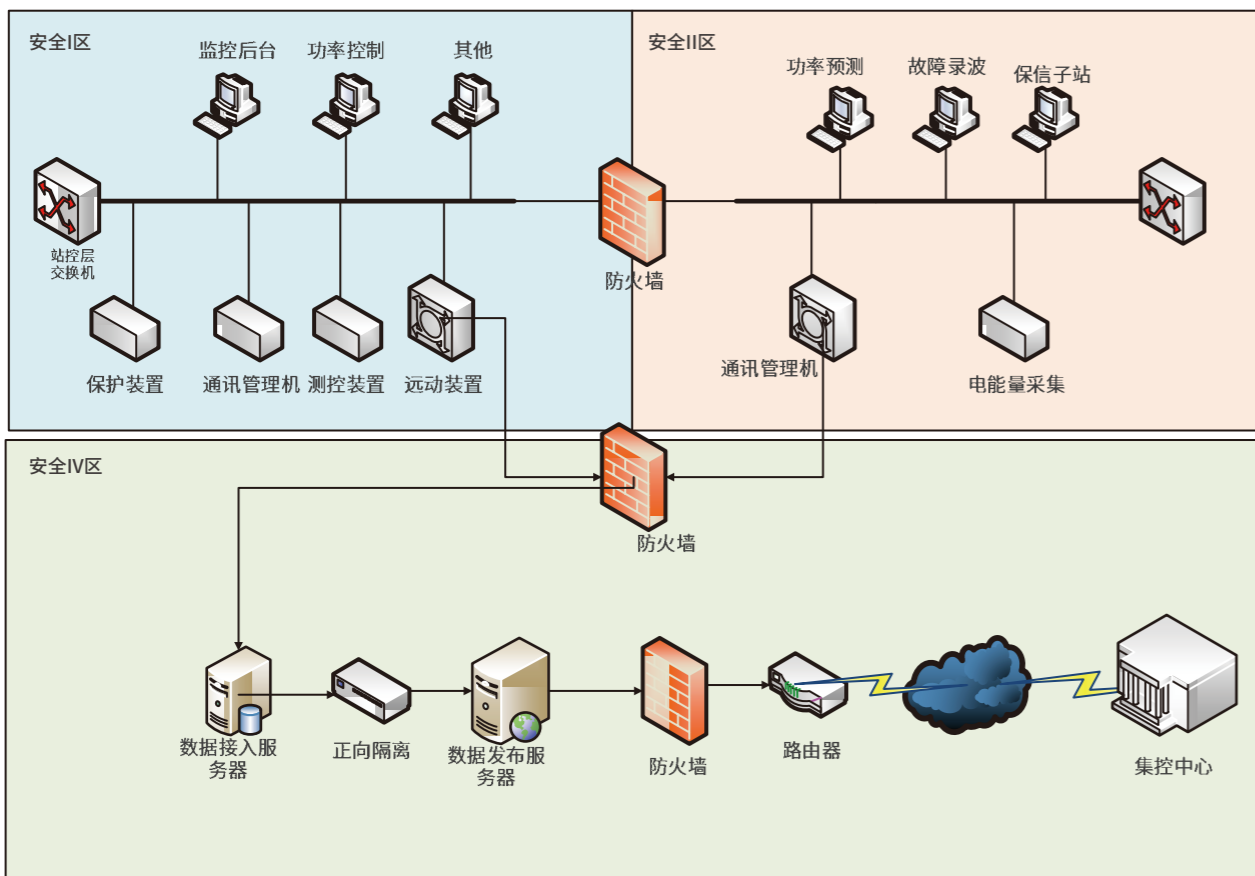 安全I区
安全II区
监控后台
功率控制
其他
功率预测
故障录波
保信子站
站控层
交换机
防火墙
保护装置
通讯管理机
测控装置
远动装置
通讯管理机
电能量采集
安全IV区
防火墙
数据接入服
务器
正向隔离
数据发布服
务器
防火墙
路由器
集控中心